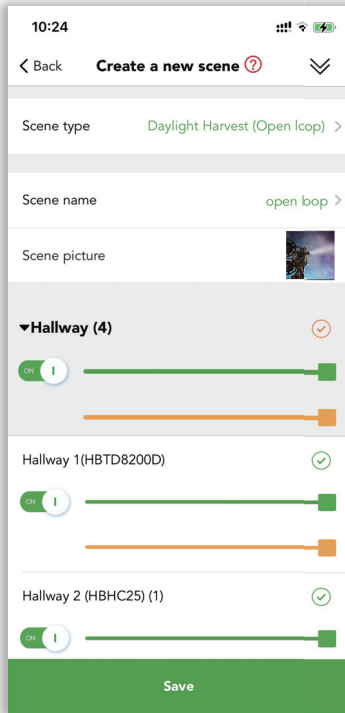 10:24
Back Create a new scene ?
Scene type Daylight Harvest (Open lcop)
Scene name open bop
Scene picture
Hallway (4)
ON
Hallway 1(HBTD8200D)
ON
Hallway 2 (HBHC25) (1)
ON
Save